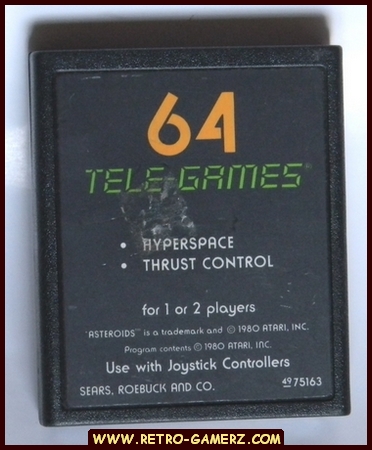 64
TELE-GAMES®
• HYPERSPACE
• THRUST CONTROL
for 1 or 2 players
"ASTEROIDS"™ is a trademark and © 1980 ATARI, INC.
Program contents © 1980 ATARI, INC.
Use with Joystick Controllers
SEARS, ROEBUCK AND CO.
49 75163
WWW.RETRO-GAMERZ.COM